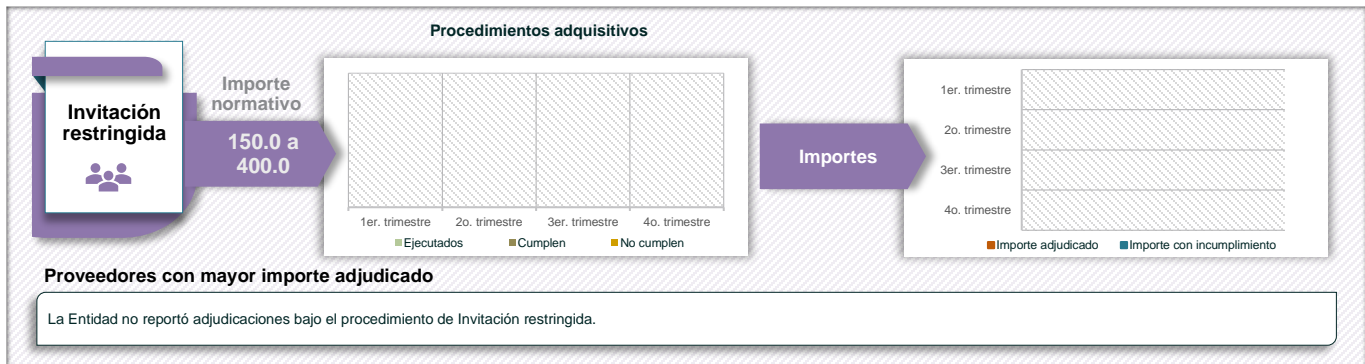 Procedimientos adquisitivos
Invitación
restringida
Importe
normativo
150.0 a
400.0
1er. trimestre 2o. trimestre 3er. trimestre 4o. trimestre
Ejecutados Cumplen No cumplen
Importes
1er. trimestre
2o. trimestre
3er. trimestre
4o. trimestre
Importe adjudicado Importe con incumplimiento
Proveedores con mayor importe adjudicado
La Entidad no reportó adjudicaciones bajo el procedimiento de Invitación restringida.